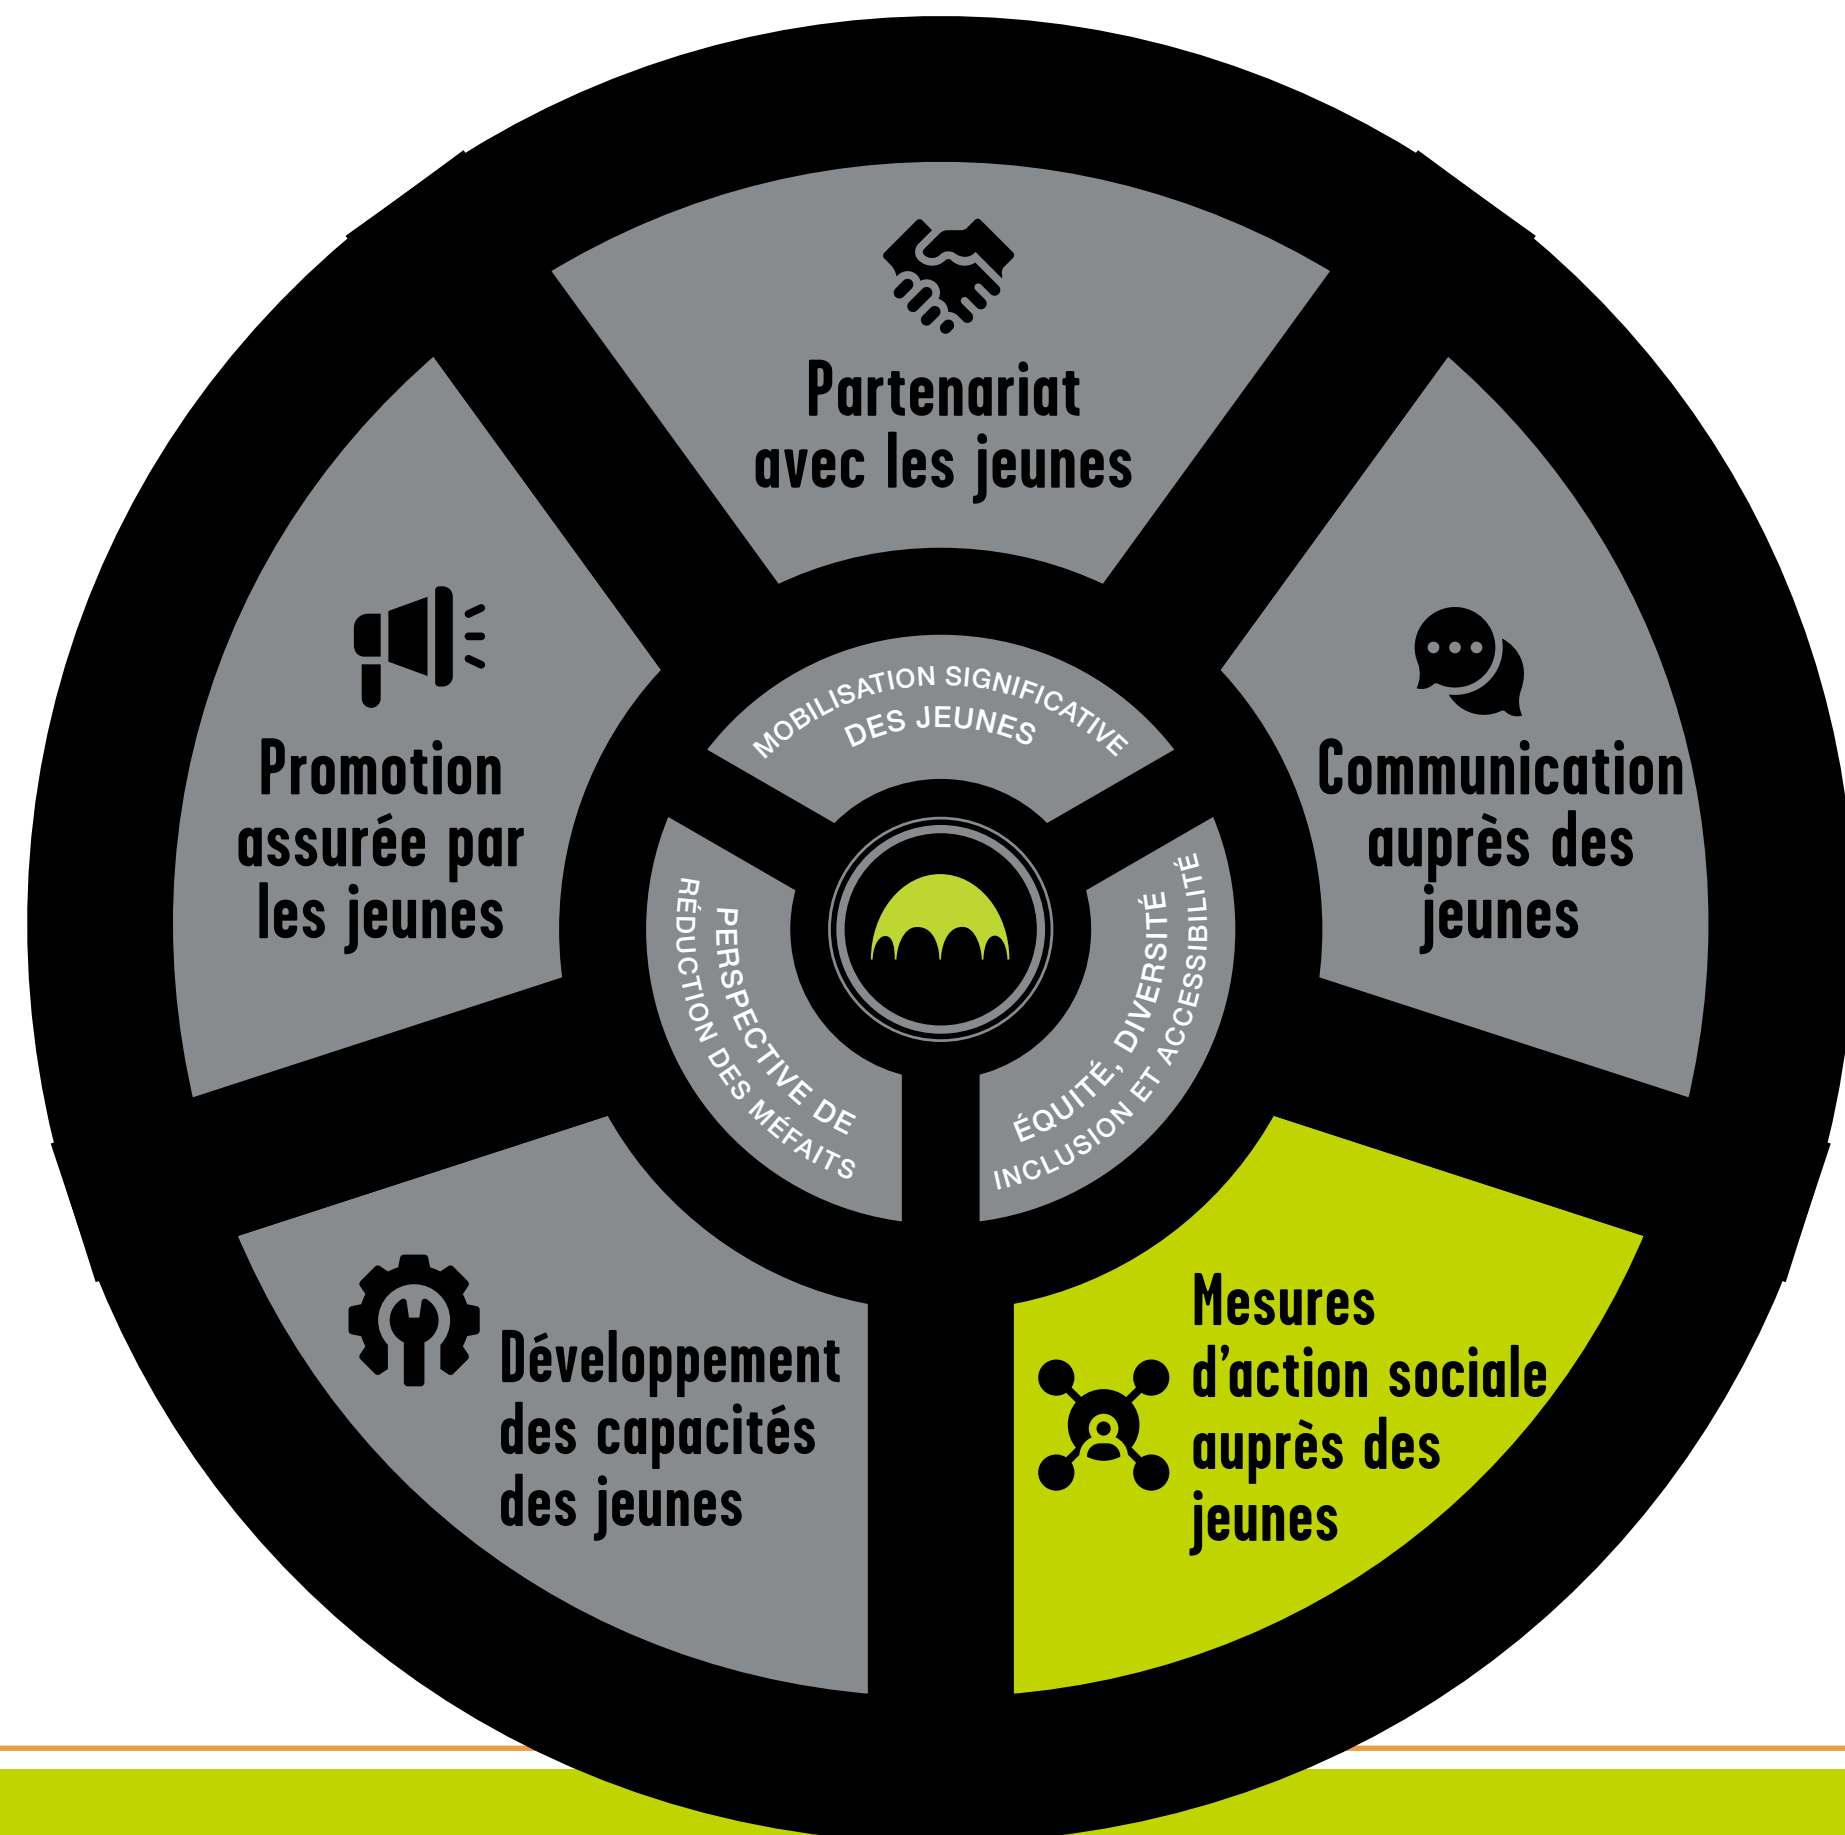 Partenariat
avec les jeunes
Communication
auprès des
jeunes
Mesures
d’action sociale
auprès des
jeunes
Développement
des capacités
des jeunes
Promotion
assurée par
les jeunes
MOBILISATION SIGNIFICATIVE
DES JEUNES
ÉQUITÉ, DIVERSITÉ
INCLUSION ET ACCESSIBILITÉ
PERSPECTIVE DE
RÉDUCTION DES MÉFAITS